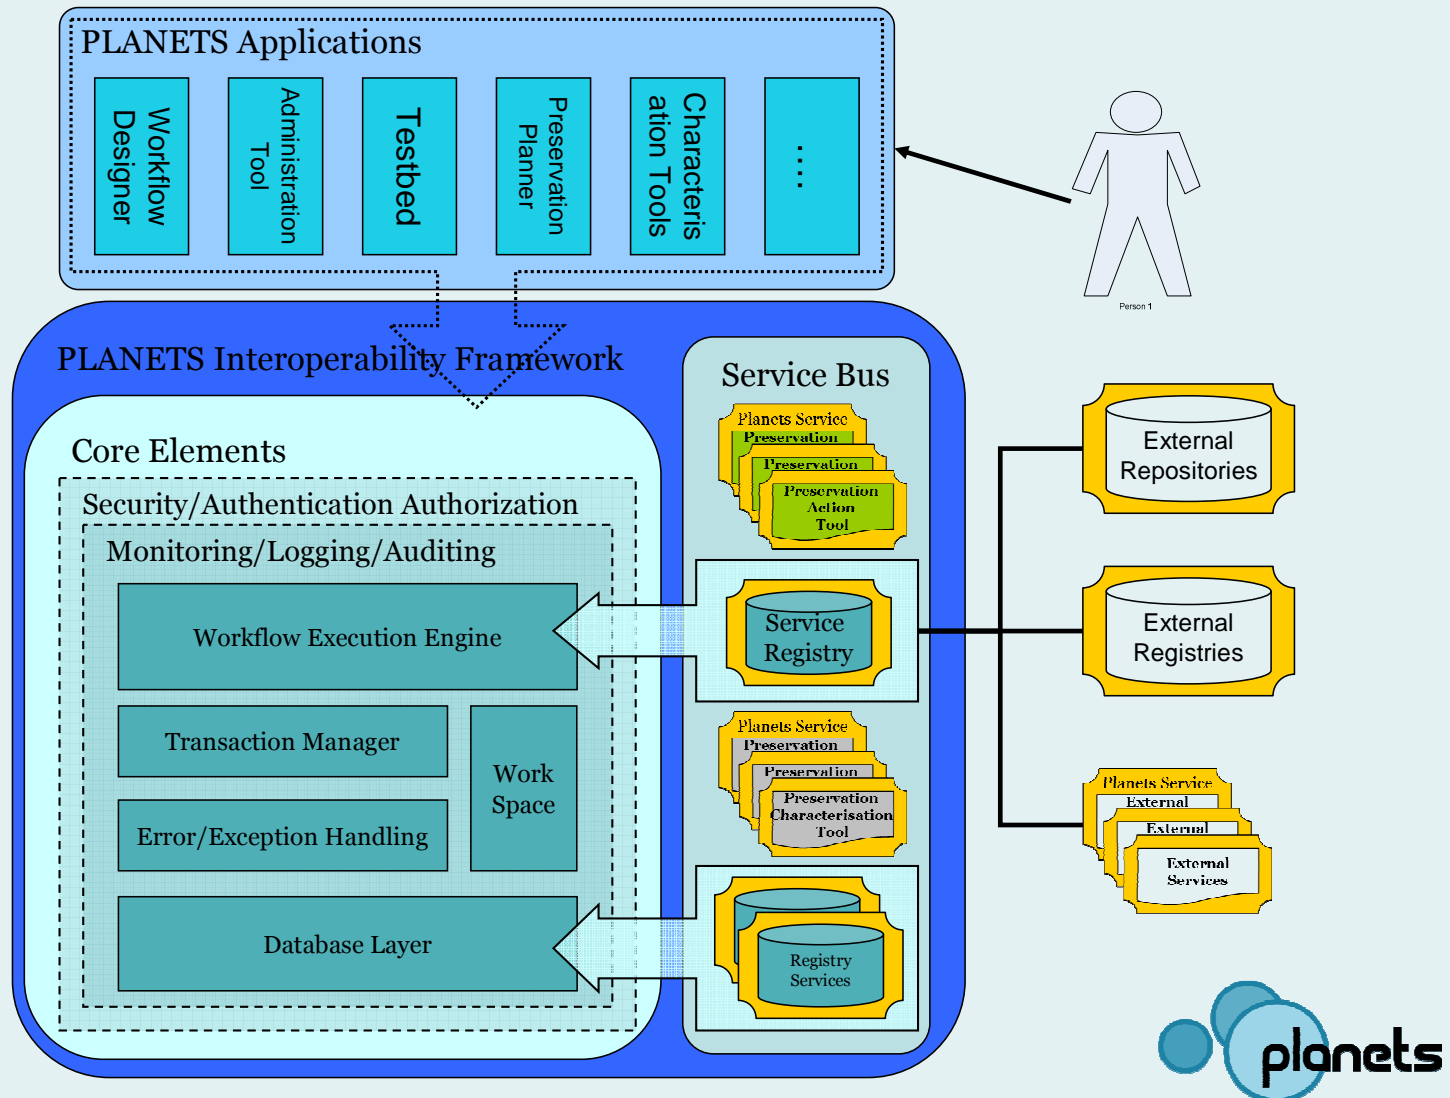 PLANETS Applications
Workflow
Designer
Administration
Tool
Testbed
Preservation
Planner
Characteris
ation Tools
....
Person 1
PLANETS Interoperability Framework
Core Elements
Security/Authentication Authorization
Monitoring/Logging/Auditing
Workflow Execution Engine
Transaction Manager
Error/Exception Handling
Work
Space
Database Layer
Service Bus
Planets Service
Preservation
Preservation
Preservation
Action
Tool
Service
Registry
Planets Service
Preservation
Preservation
Preservation
Characterisation
Tool
Registry
Services
External
Repositories
External
Registries
Planets Service
External
External
External
Services
planets